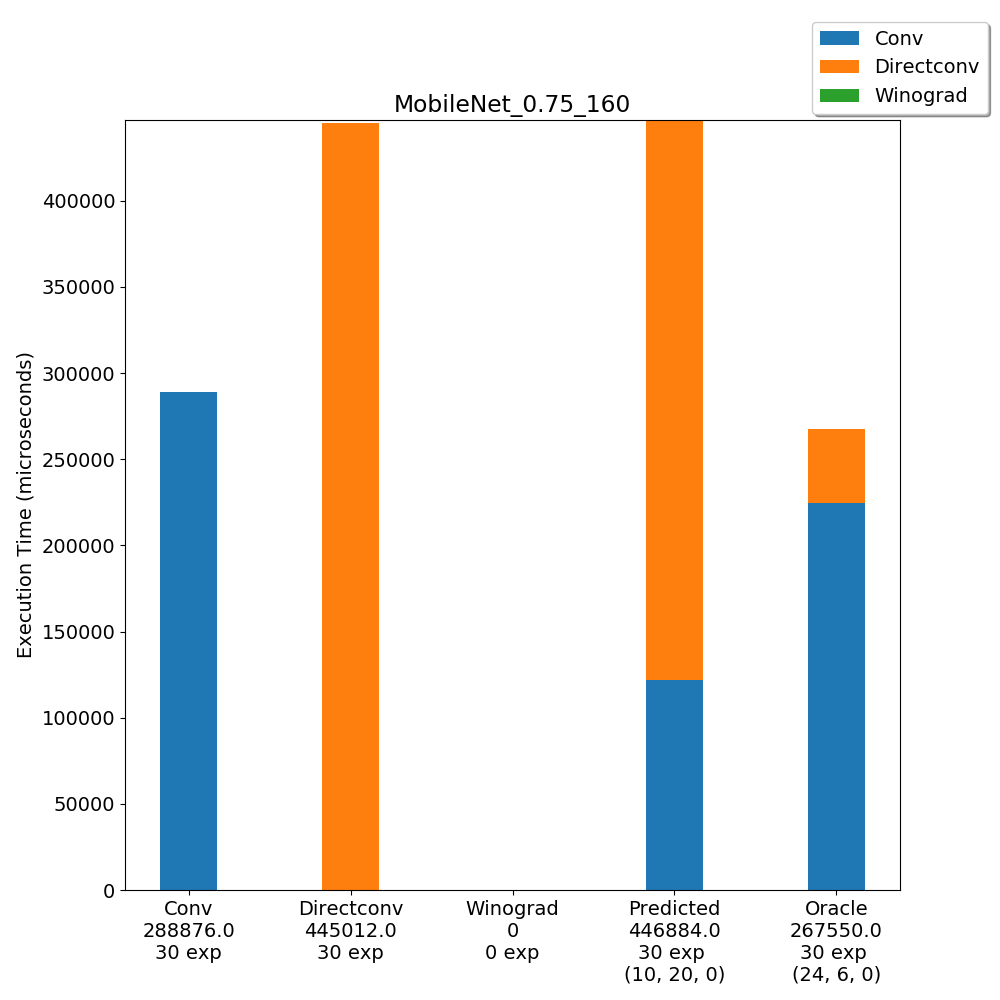 Conv
Directconv
Winograd
MobileNet_0.75_160
Execution Time (microseconds)
400000
350000
300000
250000
200000
150000
100000
50000
0
Conv
288876.0
30 exp
Directconv
445012.0
30 exp
Winograd
0
0 exp
Predicted
446884.0
30 exp
(10, 20, 0)
Oracle
267550.0
30 exp
(24, 6, 0)